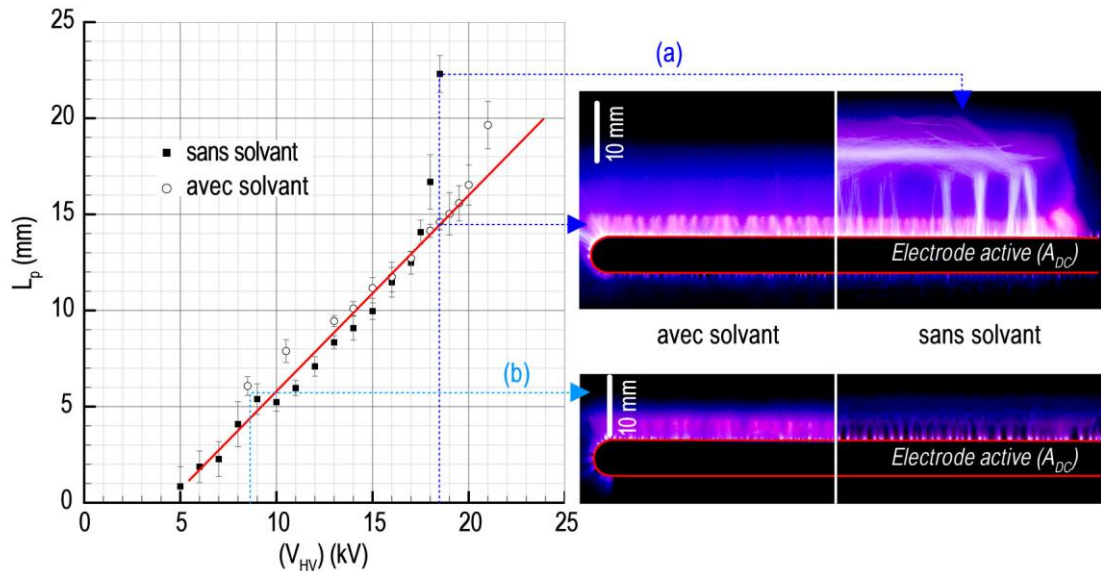 25
20
15
10
5
0
L_p (mm)
sans solvant
avec solvant
0 5 10 15 20 25
(V_HV) (kV)
(a)
10 mm
Electrode active (A_DC)
avec solvant sans solvant
(b)
10 mm
Electrode active (A_DC)